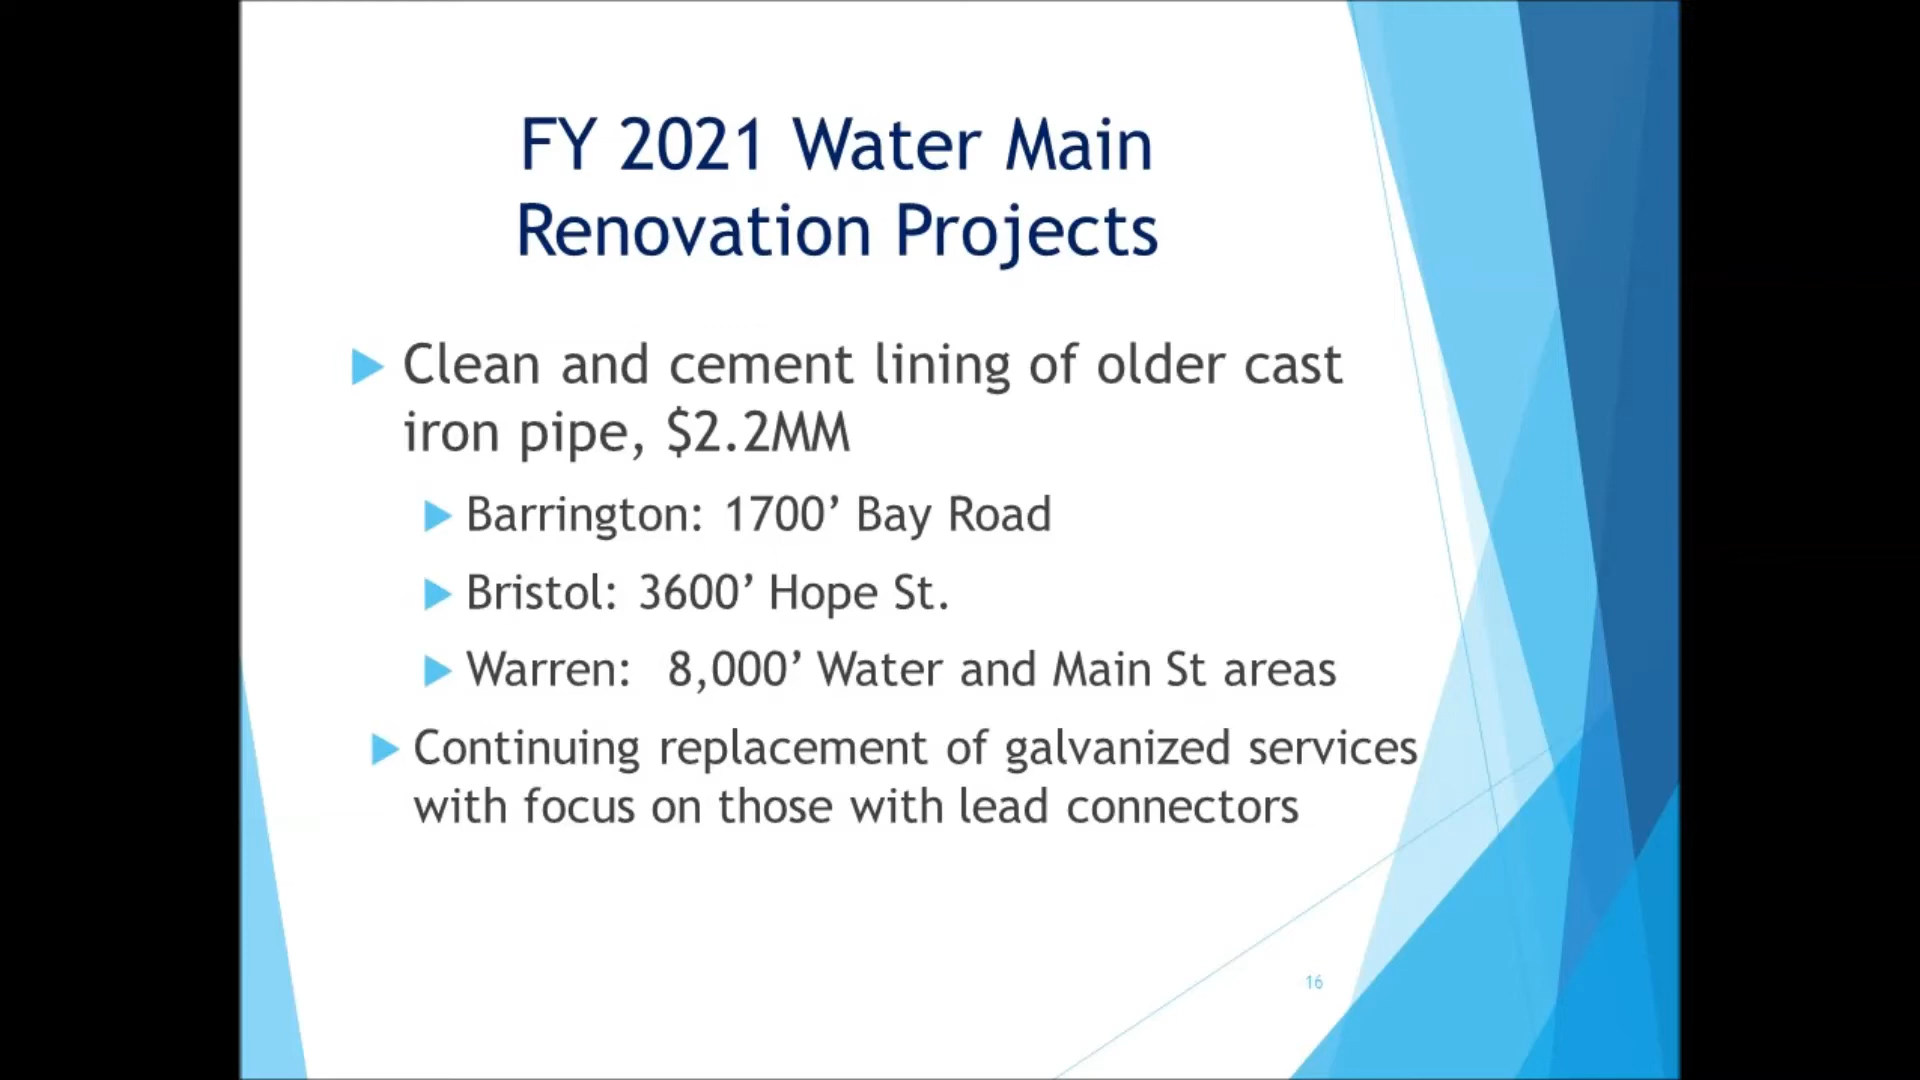 FY 2021 Water Main
Renovation Projects
Clean and cement lining of older cast
iron pipe, $2.2MM
Barrington: 1700’ Bay Road
Bristol: 3600’ Hope St.
Warren: 8,000’ Water and Main St areas
Continuing replacement of galvanized services
with focus on those with lead connectors
16